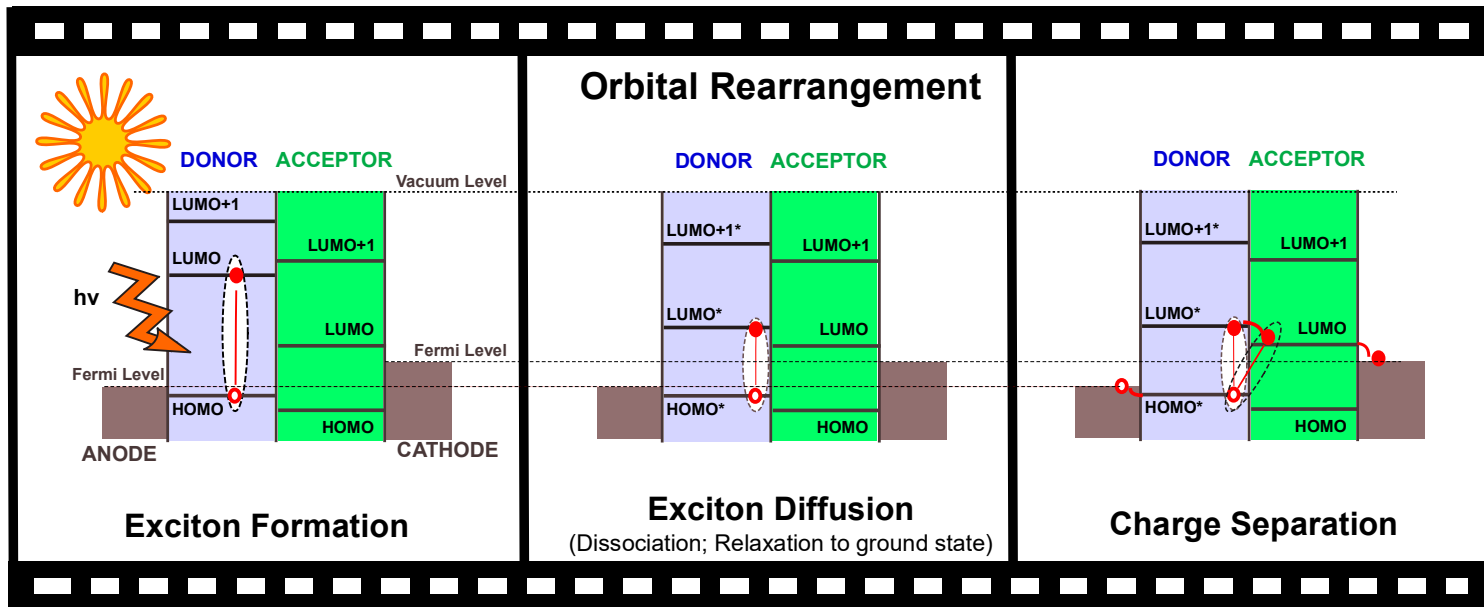 DONOR ACCEPTOR
Vacuum Level
LUMO+1
LUMO
LUMO+1
hν
LUMO
Fermi Level
Fermi Level
HOMO
HOMO
ANODE
CATHODE
Exciton Formation
Orbital Rearrangement
DONOR ACCEPTOR
LUMO+1*
LUMO+1
LUMO*
LUMO
HOMO*
HOMO
Exciton Diffusion
(Dissociation; Relaxation to ground state)
DONOR ACCEPTOR
LUMO+1*
LUMO+1
LUMO*
LUMO
HOMO*
HOMO
Charge Separation